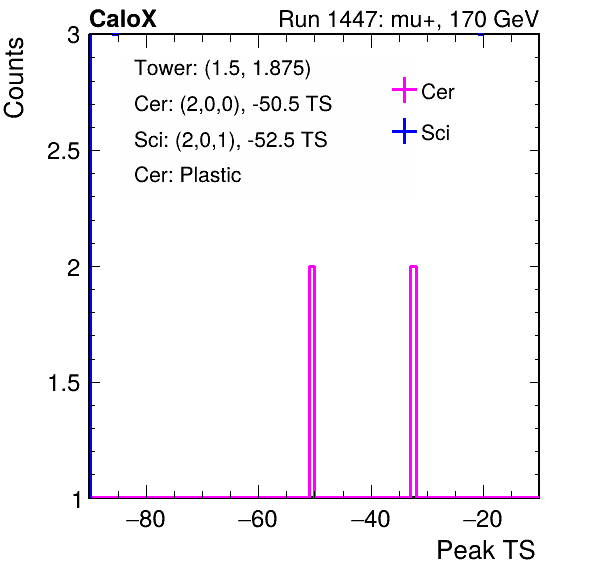 CaloX Run 1447: mu+, 170 GeV
Counts
3
2.5
2
1.5
1
Tower: (1.5, 1.875)
Cer: (2,0,0), -50.5 TS
Sci: (2,0,1), -52.5 TS
Cer: Plastic
Cer
Sci
−80 −60 −40 −20
Peak TS